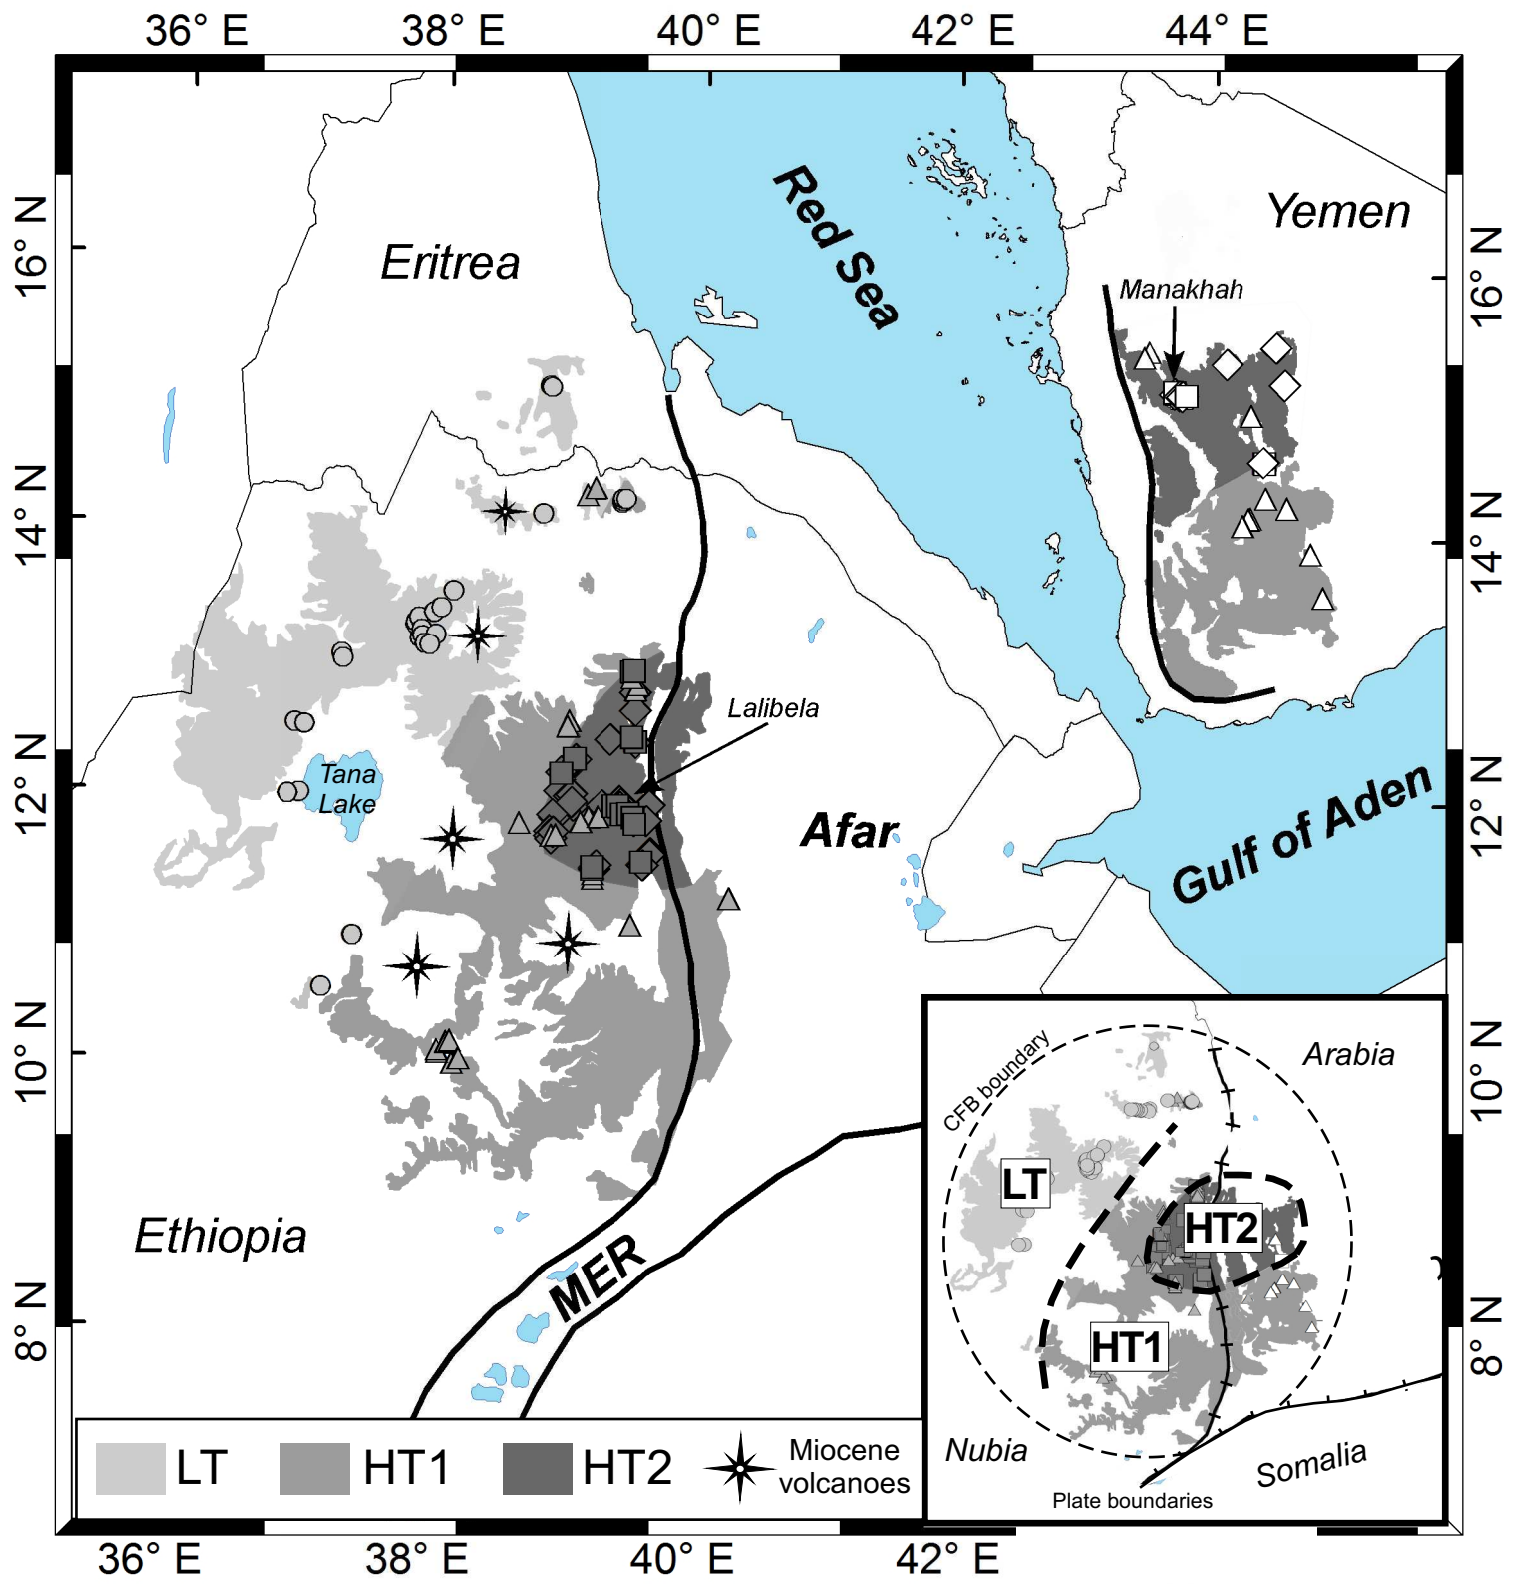 36° E 38° E 40° E 42° E 44° E
16° N
14° N
12° N
10° N
8° N
16° N
14° N
12° N
10° N
8° N
Eritrea
Red Sea
Yemen
Manakhah
Lalibela
Tana
Lake
Afar
Gulf of Aden
Ethiopia
MER
CFB boundary
Arabia
LT
HT2
HT1
Nubia
Somalia
Plate boundaries
LT HT1 HT2 Miocene
volcanoes
36° E 38° E 40° E 42° E